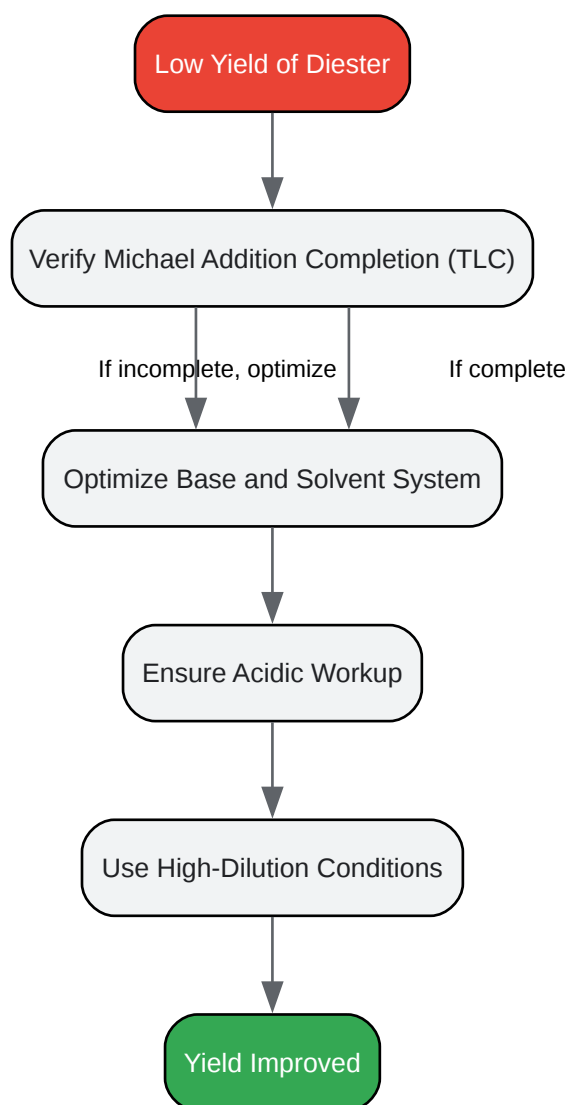 Low Yield of Diester
Verify Michael Addition Completion (TLC)
If incomplete, optimize
If complete
Optimize Base and Solvent System
Ensure Acidic Workup
Use High-Dilution Conditions
Yield Improved